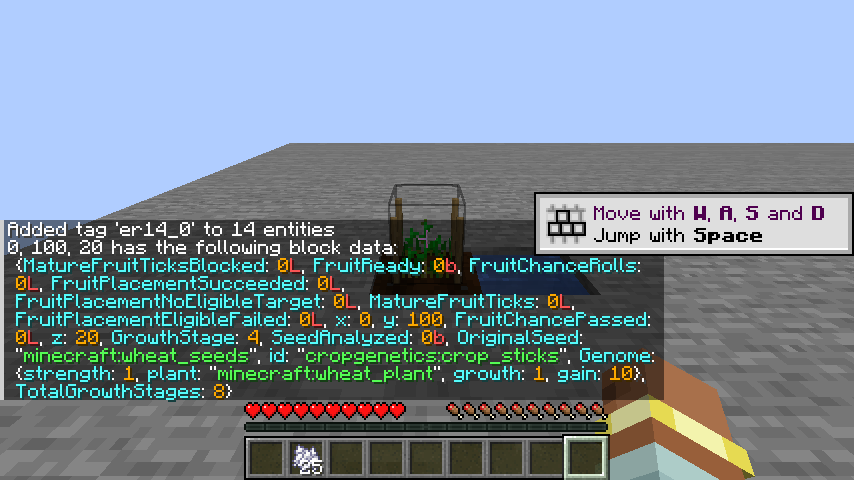 Move with W, A, S and D
Jump with Space
Added tag 'er14_0' to 14 entities
0, 100, 20 has the following block data:
{MatureFruitTicksBlocked: 0L, FruitReady: 0b, FruitChanceRolls:
0L, FruitPlacementSucceeded: 0L,
FruitPlacementNoEligibleTarget: 0L, MatureFruitTicks: 0L,
FruitPlacementEligibleFailed: 0L, x: 0, y: 100, FruitChancePassed:
0L, z: 20, GrowthStage: 4, SeedAnalyzed: 0b, OriginalSeed:
"minecraft:wheat_seeds", id: "cropgenetics:crop_sticks", Genome:
{strength: 1, plant: "minecraft:wheat_plant", growth: 1, gain: 10},
TotalGrowthStages: 8}
25